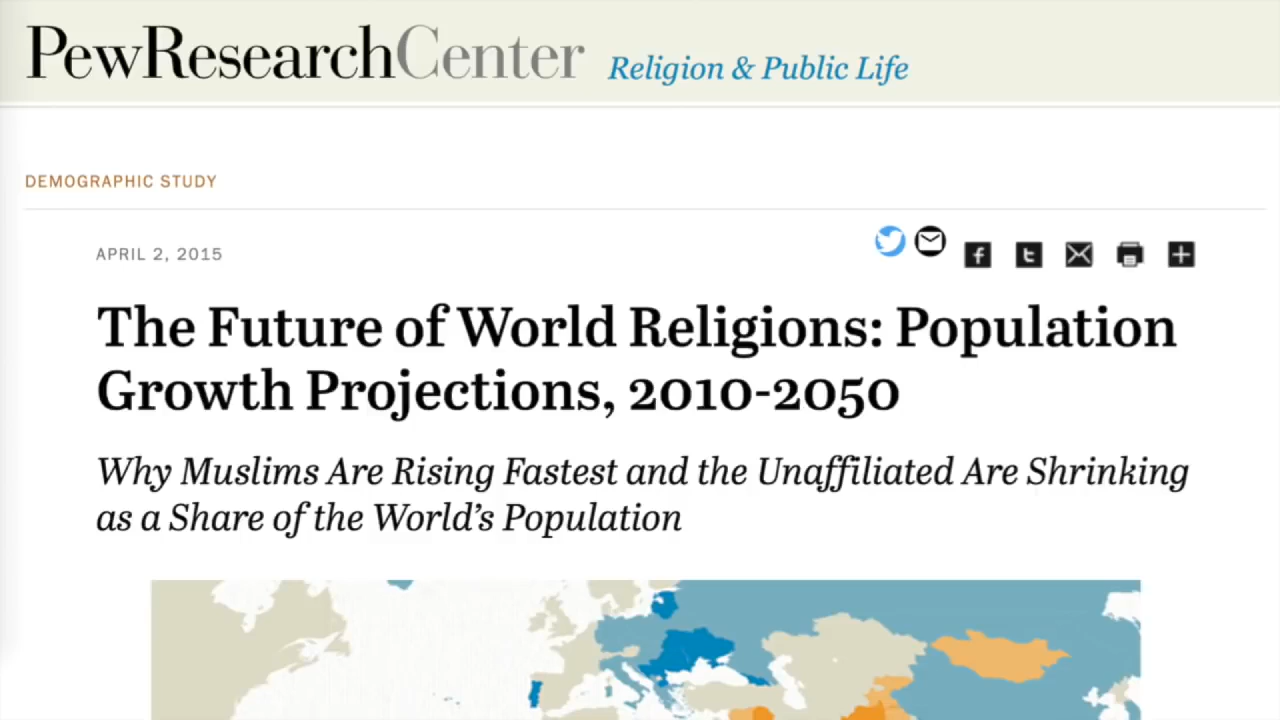 PewResearchCenter Religion & Public Life
DEMOGRAPHIC STUDY
APRIL 2, 2015
The Future of World Religions: Population
Growth Projections, 2010-2050
Why Muslims Are Rising Fastest and the Unaffiliated Are Shrinking
as a Share of the World’s Population